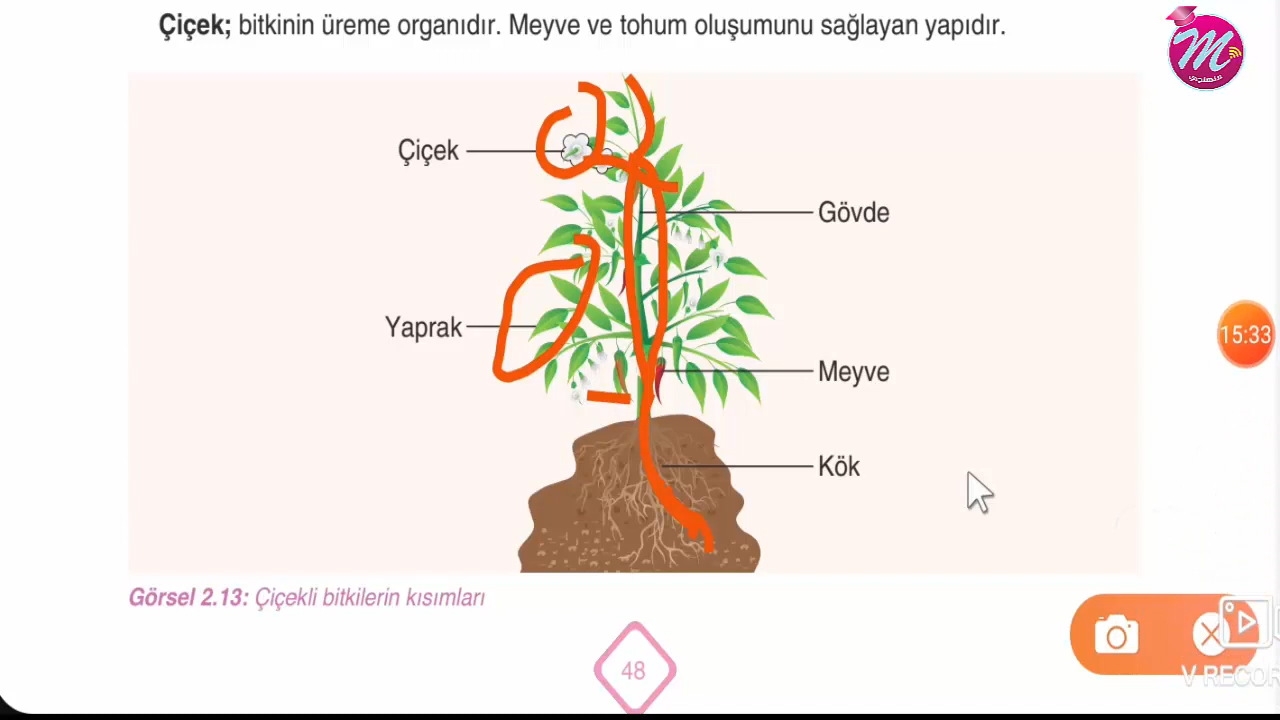 Çiçek; bitkinin üreme organıdır. Meyve ve tohum oluşumunu sağlayan yapıdır.
Çiçek
Gövde
Yaprak
15:33
Meyve
Kök
Görsel 2.13: Çiçekli bitkilerin kısımları
48
V RECOR